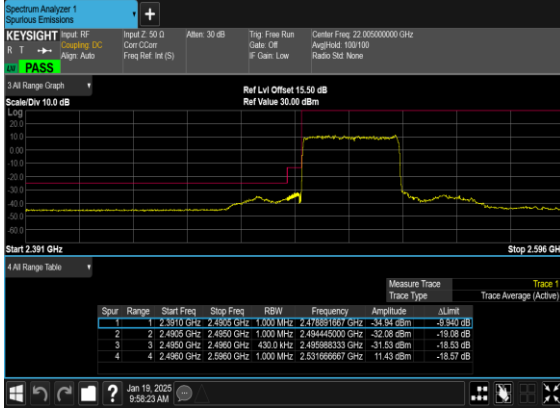 Spectrum Analyzer 1
Spurious Emissions
+
KEYSIGHT Input: RF Input Z: 50 Ω Atten: 30 dB Trig: Free Run Center Freq: 22.005000000 GHz
R T Coupling: DC Corr CCorr Gate: Off Avg|Hold: 100/100
Align: Auto Freq Ref: Int (S) IF Gain: Low Radio Std: None
PASS
3 All Range Graph
Ref Lvl Offset 15.50 dB
Scale/Div 10.0 dB Ref Value 30.00 dBm
Log
20.0
10.0
0.00
-10.0
-20.0
-30.0
-40.0
-50.0
-60.0
Start 2.391 GHz Stop 2.596 GH
4 All Range Table
Measure Trace Trace 1
Trace Type Trace Average (Active)
Spur Range Start Freq Stop Freq RBW Frequency Amplitude ΔLimit
1 1 2.3910 GHz 2.4905 GHz 1.000 MHz 2.478891667 GHz -34.94 dBm -9.940 dB
2 2 2.4905 GHz 2.4950 GHz 1.000 MHz 2.494445000 GHz -32.08 dBm -19.08 dB
3 3 2.4950 GHz 2.4960 GHz 430.0 kHz 2.495988333 GHz -31.53 dBm -18.53 dB
4 4 2.4960 GHz 2.5960 GHz 1.000 MHz 2.531666667 GHz 11.43 dBm -18.57 dB
Jan 19, 2025
9:58:23 AM